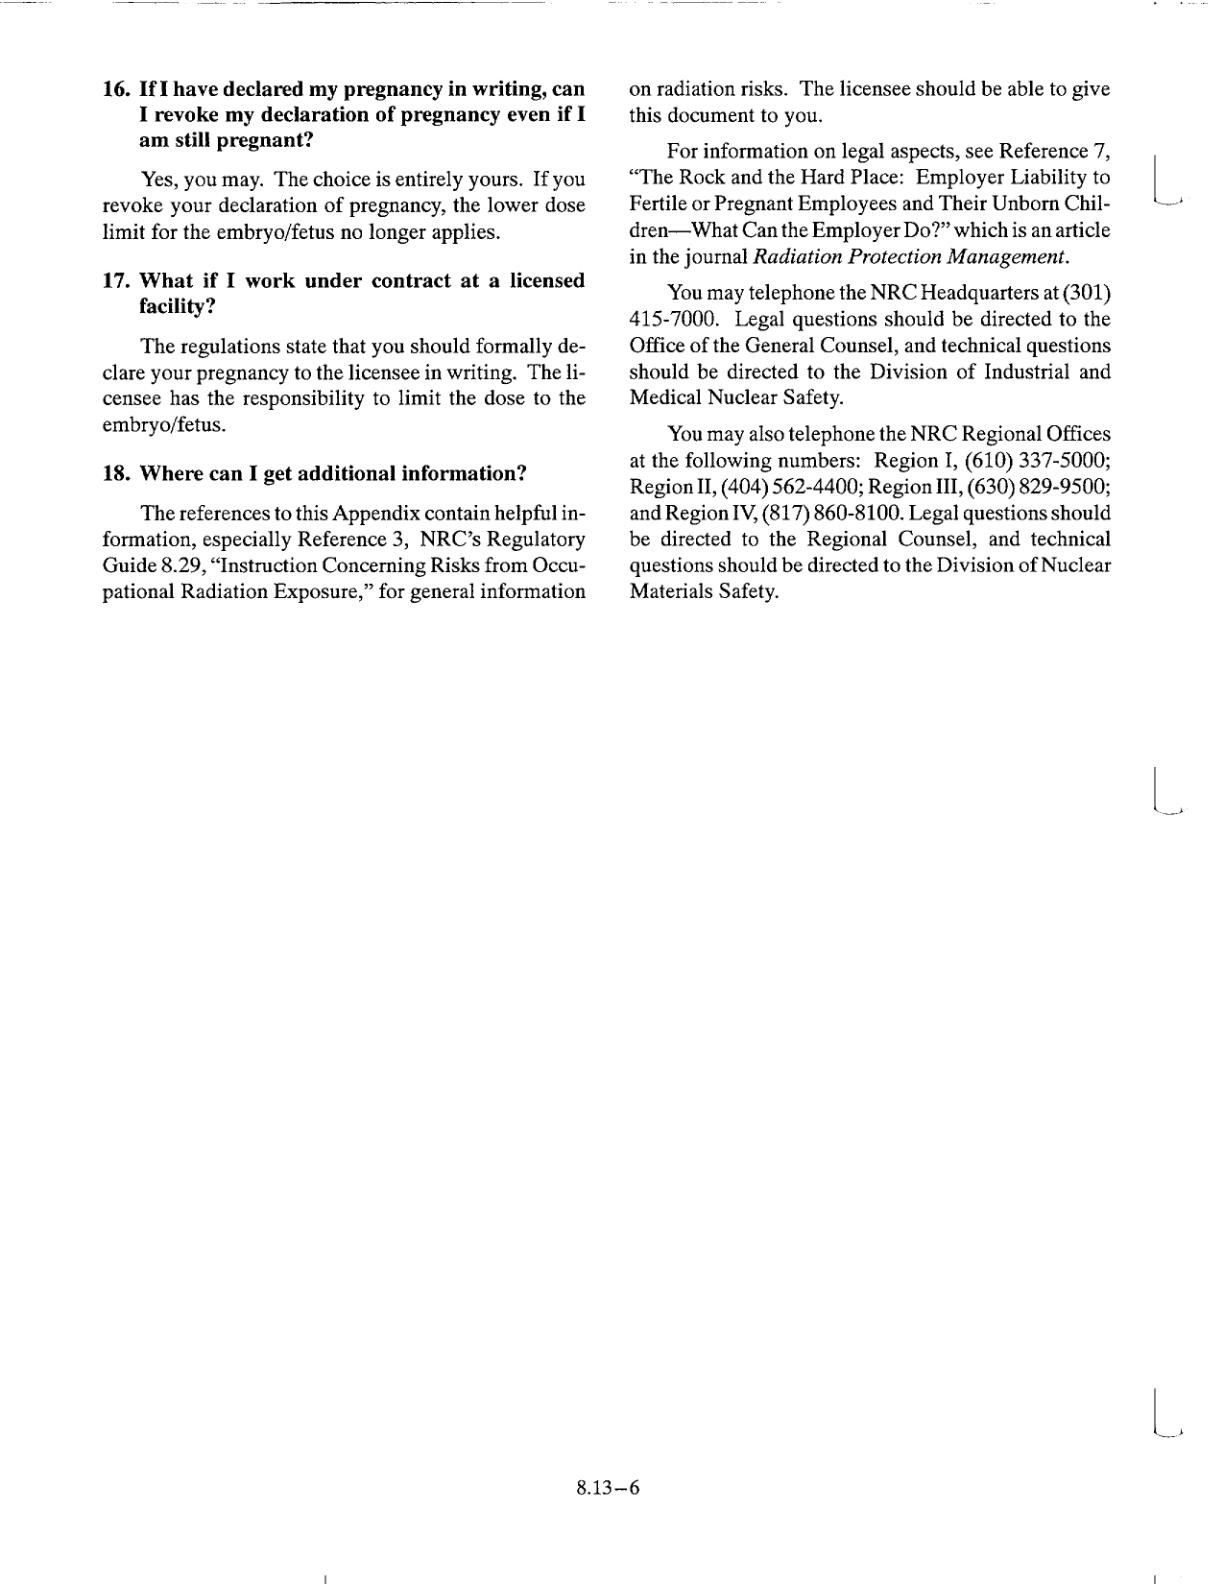 16. If I have declared my pregnancy in writing, can
I revoke my declaration of pregnancy even if I
am still pregnant?
Yes, you may. The choice is entirely yours. If you
revoke your declaration of pregnancy, the lower dose
limit for the embryo/fetus no longer applies.
17. What if I work under contract at a licensed
facility?
The regulations state that you should formally de-
clare your pregnancy to the licensee in writing. The li-
censee has the responsibility to limit the dose to the
embryo/fetus.
18. Where can I get additional information?
The references to this Appendix contain helpful in-
formation, especially Reference 3, NRC's Regulatory
Guide 8.29, “Instruction Concerning Risks from Occu-
pational Radiation Exposure,” for general information
on radiation risks. The licensee should be able to give
this document to you.
For information on legal aspects, see Reference 7,
“The Rock and the Hard Place: Employer Liability to
Fertile or Pregnant Employees and Their Unborn Chil-
dren—What Can the Employer Do?” which is an article
in the journal Radiation Protection Management.
You may telephone the NRC Headquarters at (301)
415-7000. Legal questions should be directed to the
Office of the General Counsel, and technical questions
should be directed to the Division of Industrial and
Medical Nuclear Safety.
You may also telephone the NRC Regional Offices
at the following numbers: Region I, (610) 337-5000;
Region II, (404) 562-4400; Region III, (630) 829-9500;
and Region IV, (817) 860-8100. Legal questions should
be directed to the Regional Counsel, and technical
questions should be directed to the Division of Nuclear
Materials Safety.
8.13–6